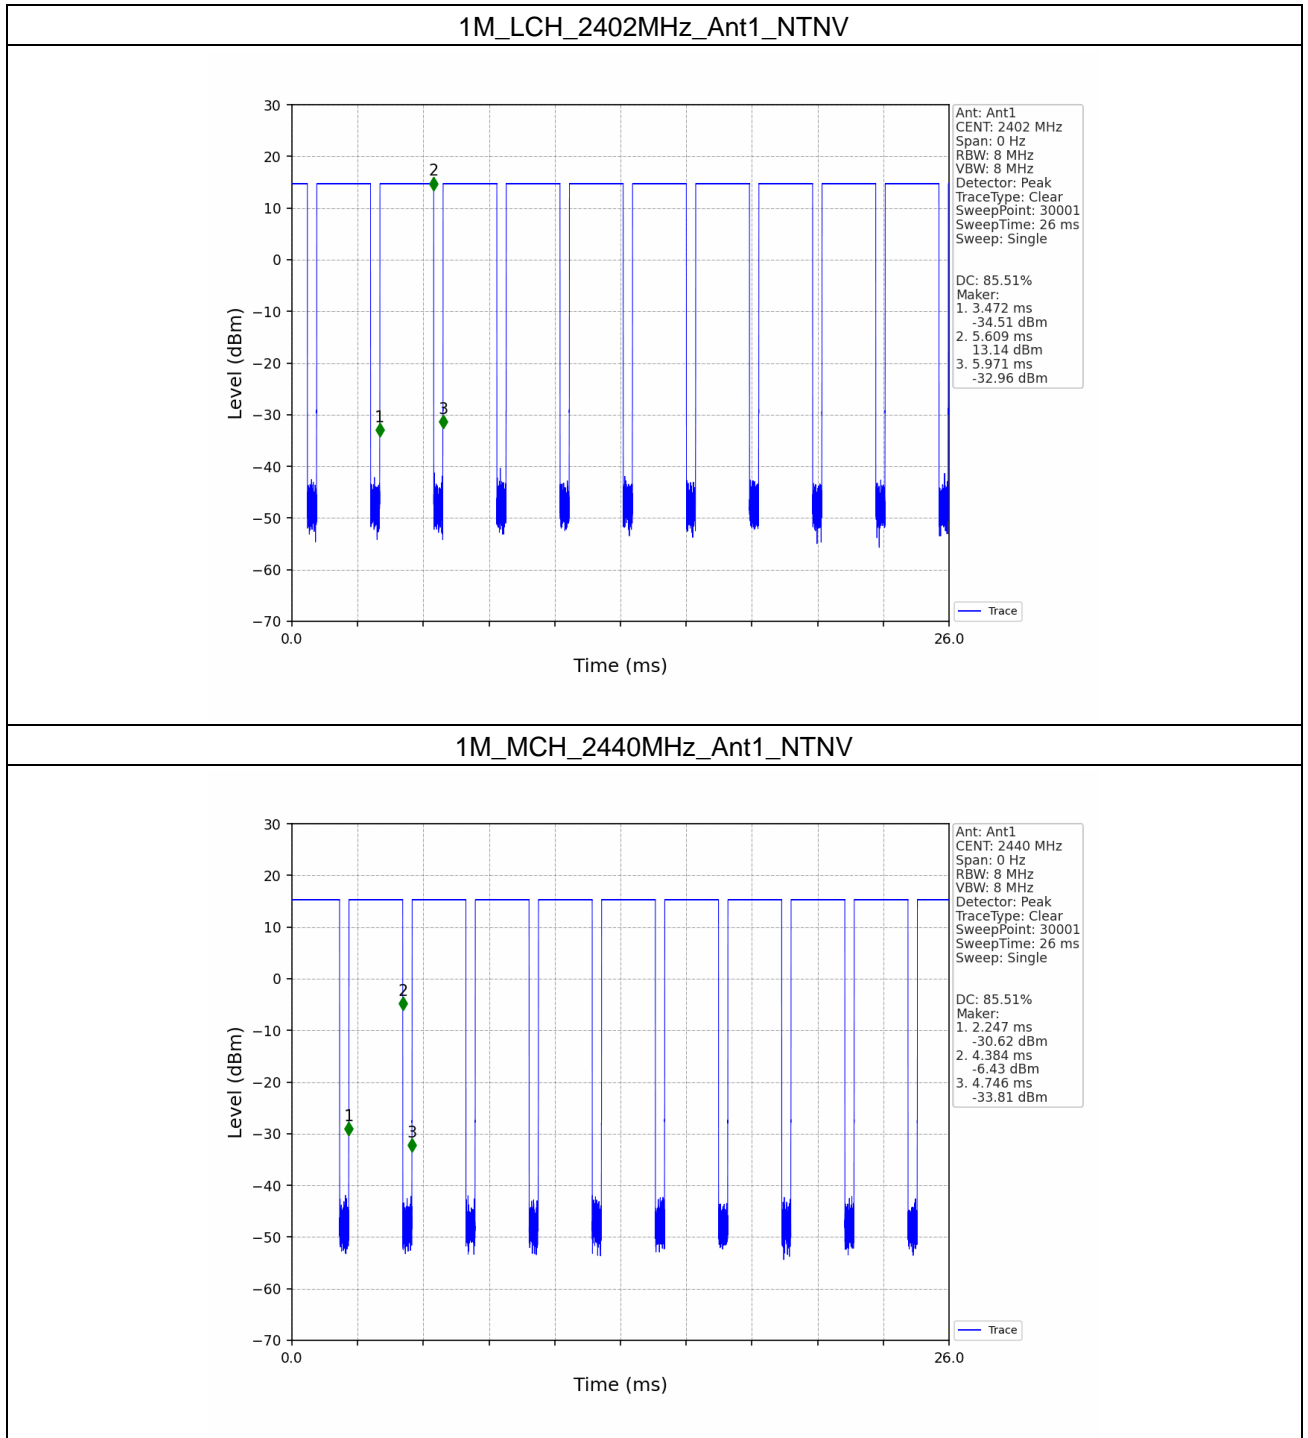 1M_LCH_2402MHz_Ant1_NTNV
30
20
10
0
−10
−20
−30
−40
−50
−60
−70
Level (dBm)
1
2
3
0.0
26.0
Time (ms)
Ant: Ant1
CENT: 2402 MHz
Span: 0 Hz
RBW: 8 MHz
VBW: 8 MHz
Detector: Peak
TraceType: Clear
SweepPoint: 30001
SweepTime: 26 ms
Sweep: Single
DC: 85.51%
Maker:
1. 3.472 ms
-34.51 dBm
2. 5.609 ms
13.14 dBm
3. 5.971 ms
-32.96 dBm
Trace
1M_MCH_2440MHz_Ant1_NTNV
30
20
10
0
−10
−20
−30
−40
−50
−60
−70
Level (dBm)
1
2
3
0.0
26.0
Time (ms)
Ant: Ant1
CENT: 2440 MHz
Span: 0 Hz
RBW: 8 MHz
VBW: 8 MHz
Detector: Peak
TraceType: Clear
SweepPoint: 30001
SweepTime: 26 ms
Sweep: Single
DC: 85.51%
Maker:
1. 2.247 ms
-30.62 dBm
2. 4.384 ms
-6.43 dBm
3. 4.746 ms
-33.81 dBm
Trace